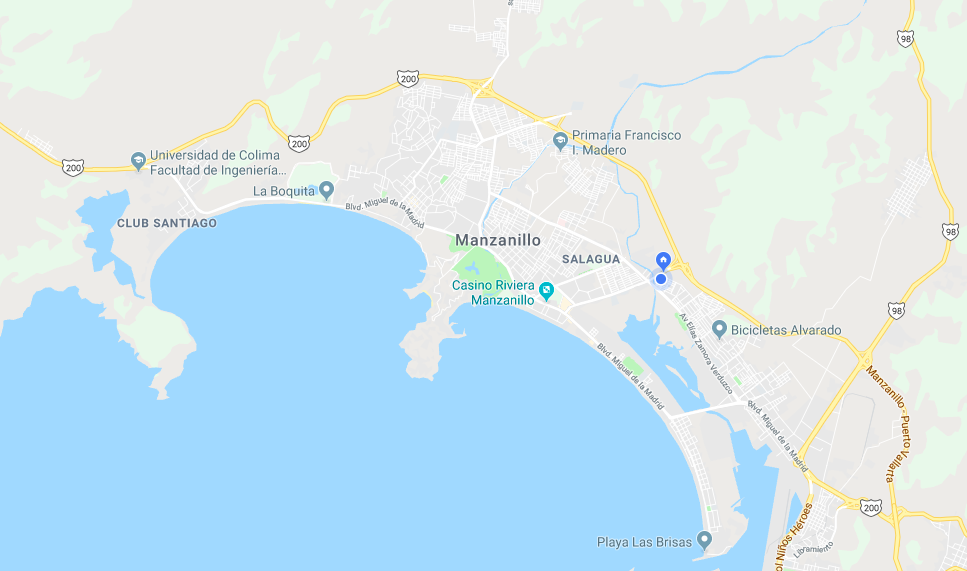 98
200
Primaria Francisco
I. Madero
200
Universidad de Colima
Facultad de Ingeniería...
200
La Boquita
Blvd. Miguel de la Madrid
CLUB SANTIAGO
98
Manzanillo
SALAGUA
Casino Riviera
Manzanillo
98
Av Elías Zamora Verduzco
Bicicletas Alvarado
Blvd. Miguel de la Madrid
Manzanillo - Puerto Vallarta
Blvd. Miguel de la Madrid
200
ol Niños Héroes
Playa Las Brisas
Libramiento